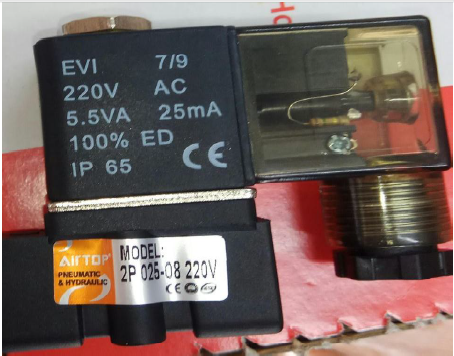 EVI 7/9
220V AC
5.5VA 25mA
100% ED
IP 65 CE
AIRTOP
PNEUMATIC
& HYDRAULIC
MODEL:
2P 025-08 220V
CE